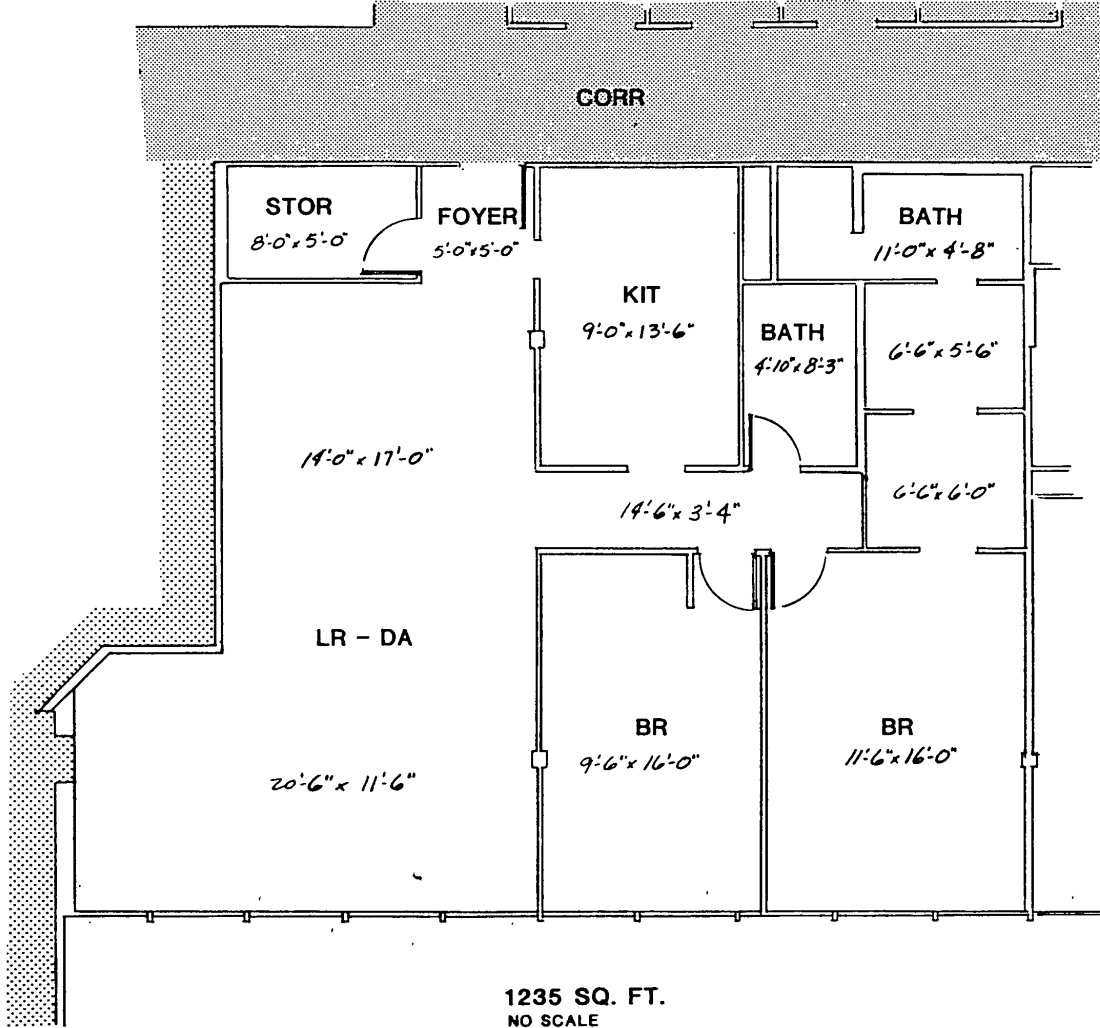 CORR
STOR
8'-0" x 5'-0"
FOYER
5'-0" x 5'-0"
BATH
11'-0" x 4'-8"
KIT
9'-0" x 13'-6"
BATH
4'-10" x 8'-3"
6'-6" x 5'-6"
14'-0" x 17'-0"
6'-6" x 6'-0"
14'-6" x 3'-4"
LR - DA
BR
9'-6" x 16'-0"
BR
11'-6" x 16'-0"
20'-6" x 11'-6"
1235 SQ. FT.
NO SCALE